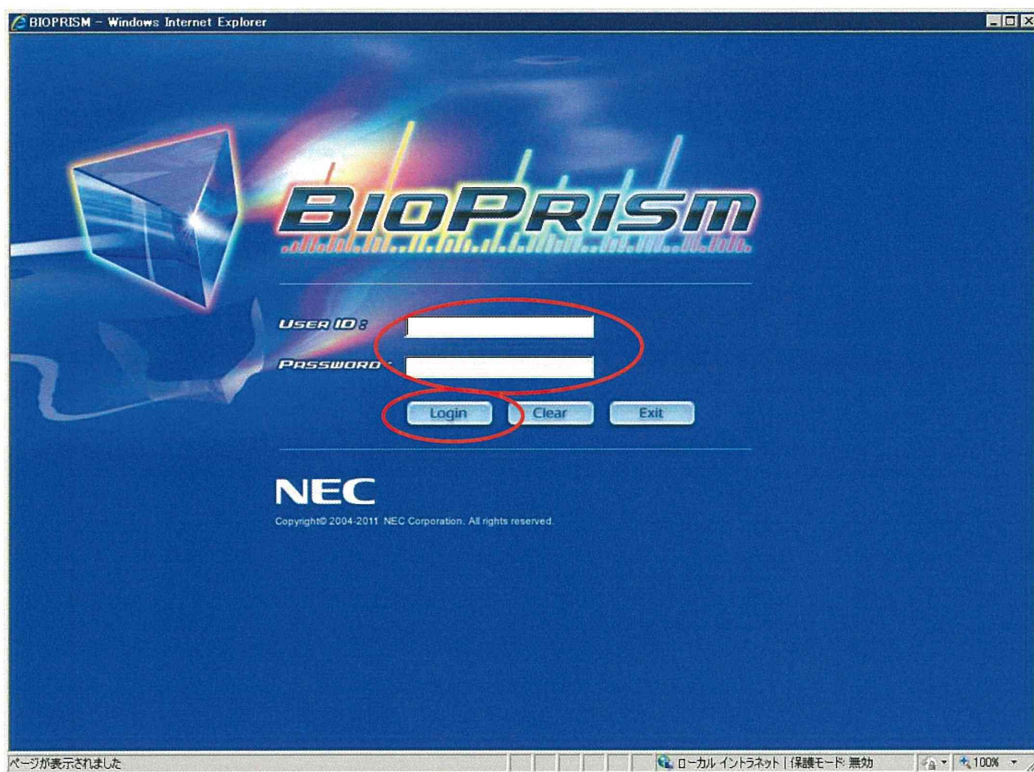 BIOPRISM - Windows Internet Explorer
BIOPRISM
USER ID :
PASSWORD :
Login Clear Exit
NEC
Copyright© 2004-2011 NEC Corporation. All rights reserved.
ページが表示されました ローカル イントラネット | 保護モード: 無効 100%